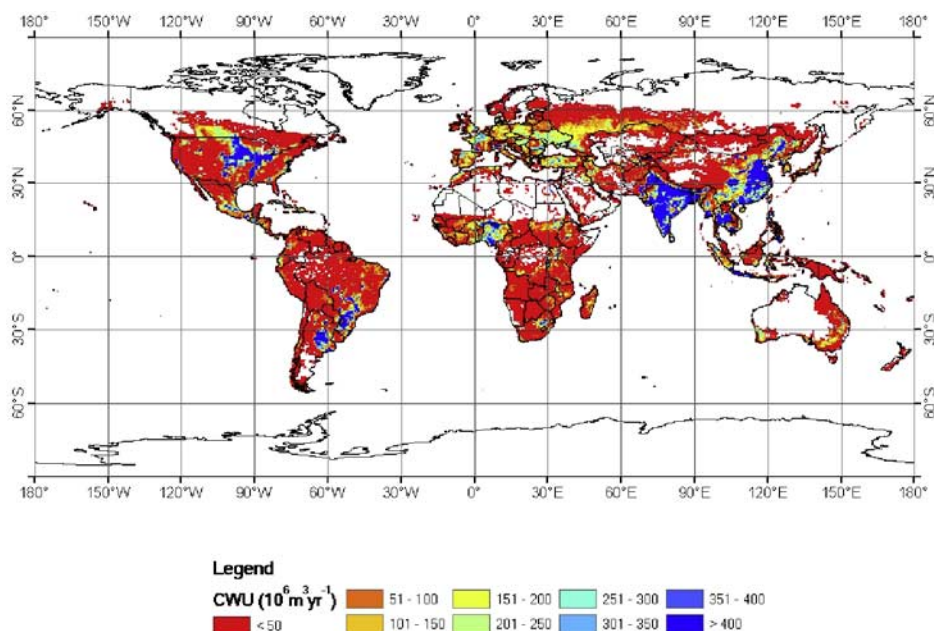 180° 150°W 120°W 90°W 60°W 30°W 0° 30°E 60°E 90°E 120°E 150°E 180°
60°N 60°N
30°N 30°N
0° 0°
30°S 30°S
60°S 60°S
180° 150°W 120°W 90°W 60°W 30°W 0° 30°E 60°E 90°E 120°E 150°E 180°
Legend
CWU (10⁶m³yr⁻¹) 51 - 100 151 - 200 251 - 300 351 - 400
< 50 101 - 150 201 - 250 301 - 350 > 400